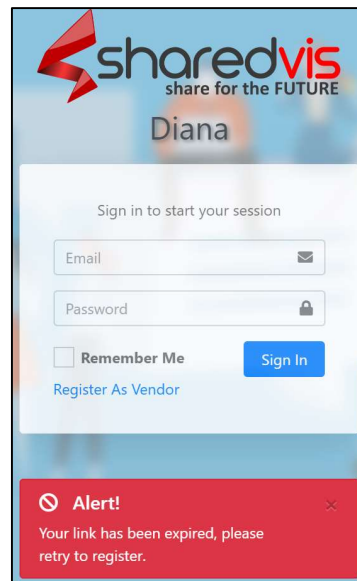 sharedvis
share for the FUTURE
Diana
Sign in to start your session
Email
Password
Remember Me
Sign In
Register As Vendor
Alert!
×
Your link has been expired, please
retry to register.